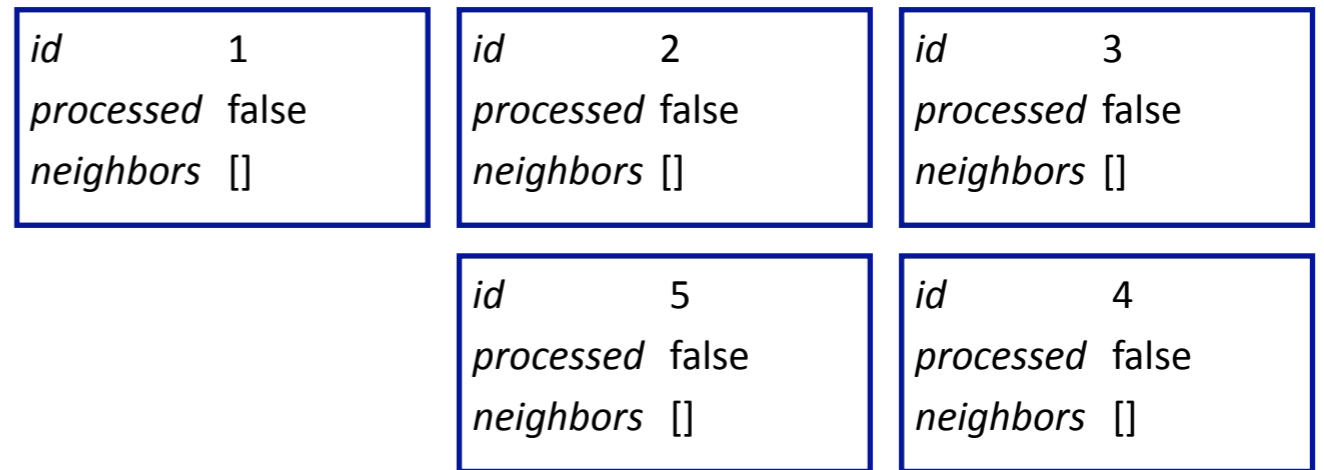 id 1
processed false
neighbors []
id 2
processed false
neighbors []
id 3
processed false
neighbors []
id 5
processed false
neighbors []
id 4
processed false
neighbors []